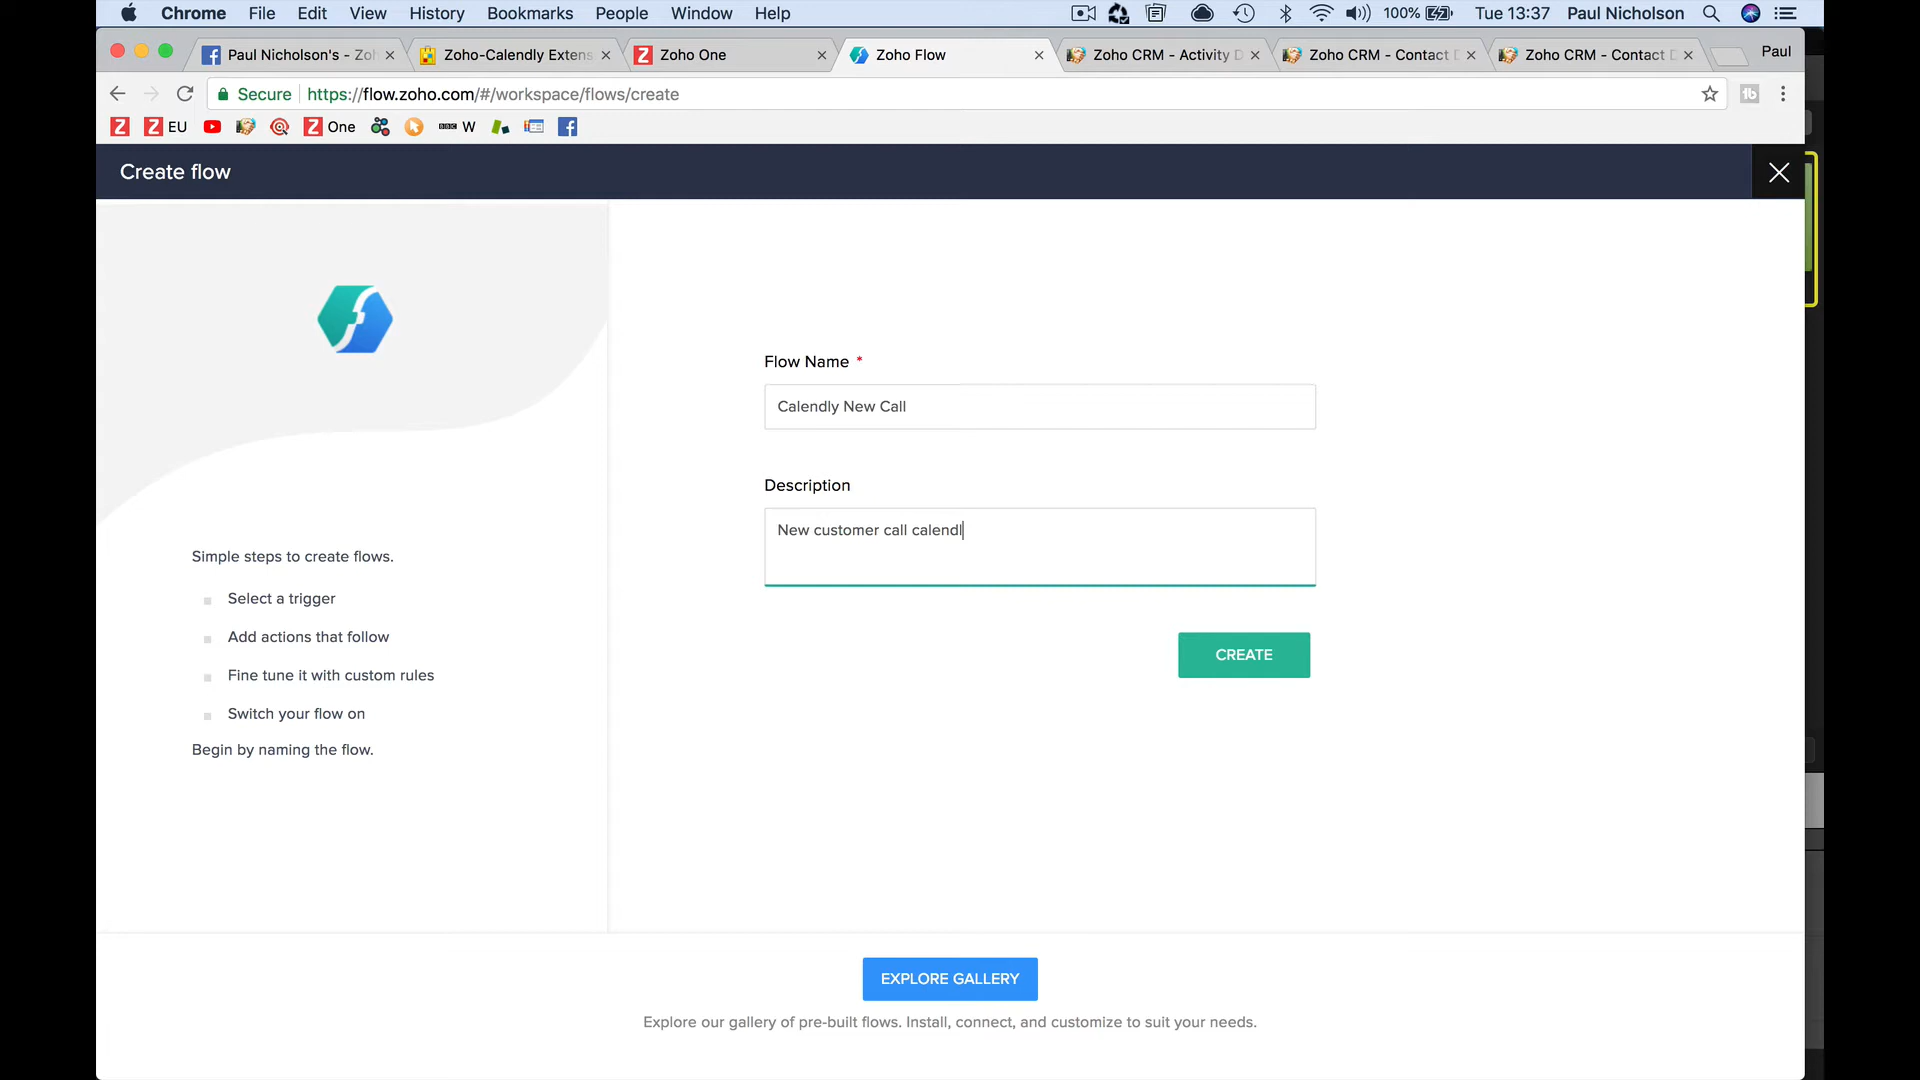 Chrome File Edit View History Bookmarks People Window Help 100% Tue 13:37 Paul Nicholson
Paul Nicholson's - Zoh Zoho-Calendly Extens Zoho One Zoho Flow Zoho CRM - Activity D Zoho CRM - Contact D Zoho CRM - Contact D Paul
Secure https://flow.zoho.com/#/workspace/flows/create
Z Z EU Z One BBC W
Create flow
Flow Name *
Calendly New Call
Description
New customer call calendl
CREATE
Simple steps to create flows.
Select a trigger
Add actions that follow
Fine tune it with custom rules
Switch your flow on
Begin by naming the flow.
EXPLORE GALLERY
Explore our gallery of pre-built flows. Install, connect, and customize to suit your needs.